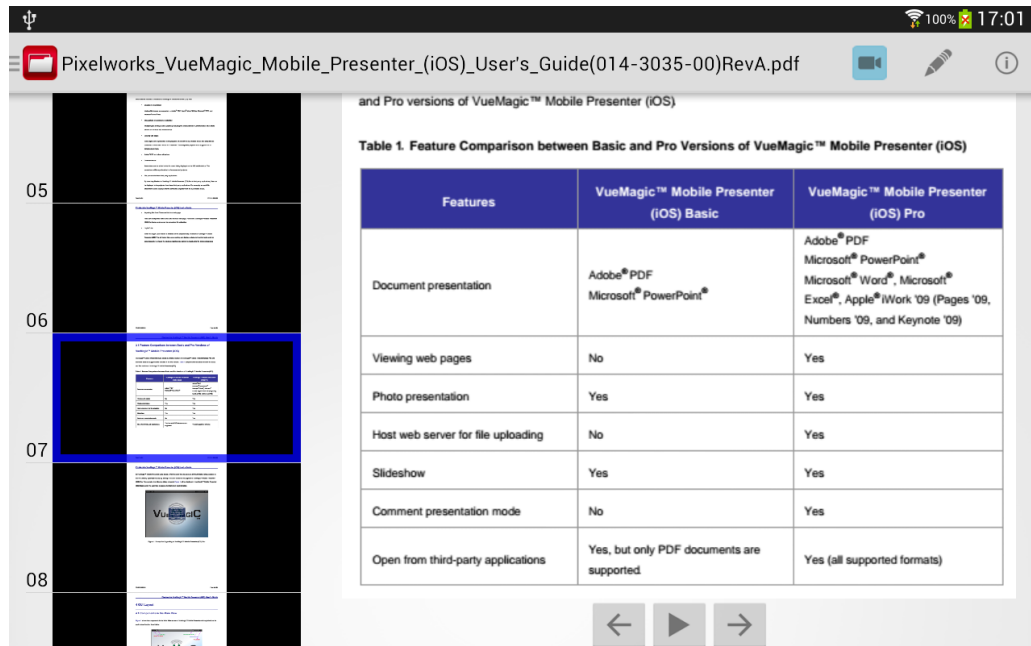 100% 17:01
Pixelworks_VueMagic_Mobile_Presenter_(iOS)_User's_Guide(014-3035-00)RevA.pdf
05
06
07
08
VueMagic
and Pro versions of VueMagic™ Mobile Presenter (iOS)
Table 1. Feature Comparison between Basic and Pro Versions of VueMagic™ Mobile Presenter (iOS)
Features
VueMagic™ Mobile Presenter
(iOS) Basic
VueMagic™ Mobile Presenter
(iOS) Pro
Document presentation
Adobe® PDF
Microsoft® PowerPoint®
Adobe® PDF
Microsoft® PowerPoint®
Microsoft® Word®, Microsoft®
Excel®, Apple® iWork '09 (Pages '09,
Numbers '09, and Keynote '09)
Viewing web pages No Yes
Photo presentation Yes Yes
Host web server for file uploading No Yes
Slideshow Yes Yes
Comment presentation mode No Yes
Open from third-party applications
Yes, but only PDF documents are
supported.
Yes (all supported formats)